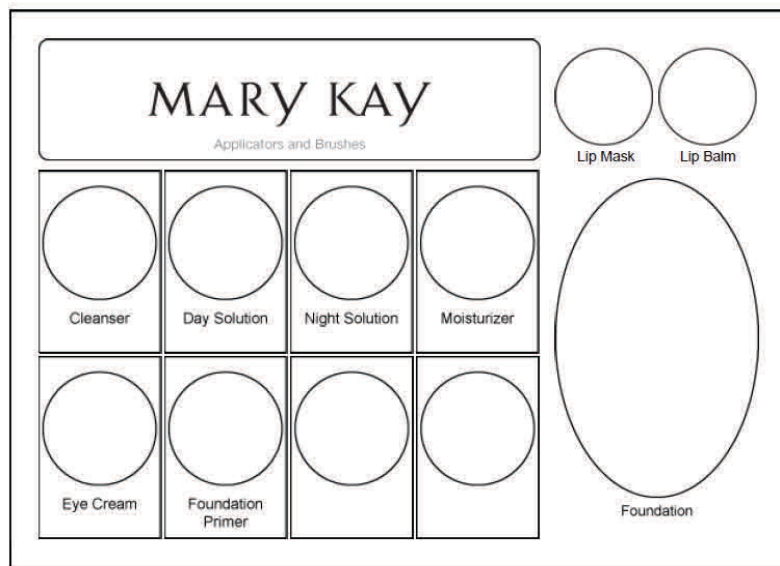 MARY KAY
Applicators and Brushes
Lip Mask
Lip Balm
Cleanser
Day Solution
Night Solution
Moisturizer
Eye Cream
Foundation
Primer
Foundation